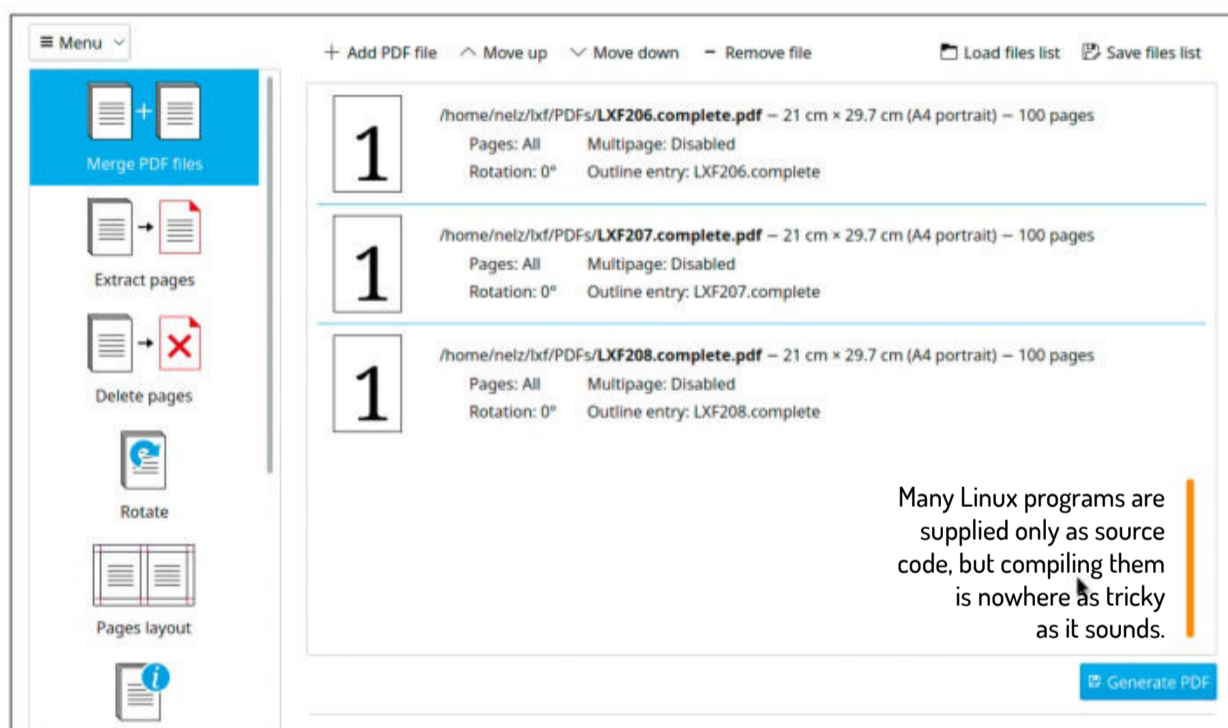 ≡ Menu
+ Add PDF file Move up Move down − Remove file Load files list Save files list
Merge PDF files
Extract pages
Delete pages
Rotate
Pages layout
i
1
/home/nelz/lxf/PDFs/LXF206.complete.pdf – 21 cm × 29.7 cm (A4 portrait) – 100 pages
Pages: All Multipage: Disabled
Rotation: 0° Outline entry: LXF206.complete
1
/home/nelz/lxf/PDFs/LXF207.complete.pdf – 21 cm × 29.7 cm (A4 portrait) – 100 pages
Pages: All Multipage: Disabled
Rotation: 0° Outline entry: LXF207.complete
1
/home/nelz/lxf/PDFs/LXF208.complete.pdf – 21 cm × 29.7 cm (A4 portrait) – 100 pages
Pages: All Multipage: Disabled
Rotation: 0° Outline entry: LXF208.complete
Many Linux programs are
supplied only as source
code, but compiling them
is nowhere as tricky
as it sounds.
Generate PDF